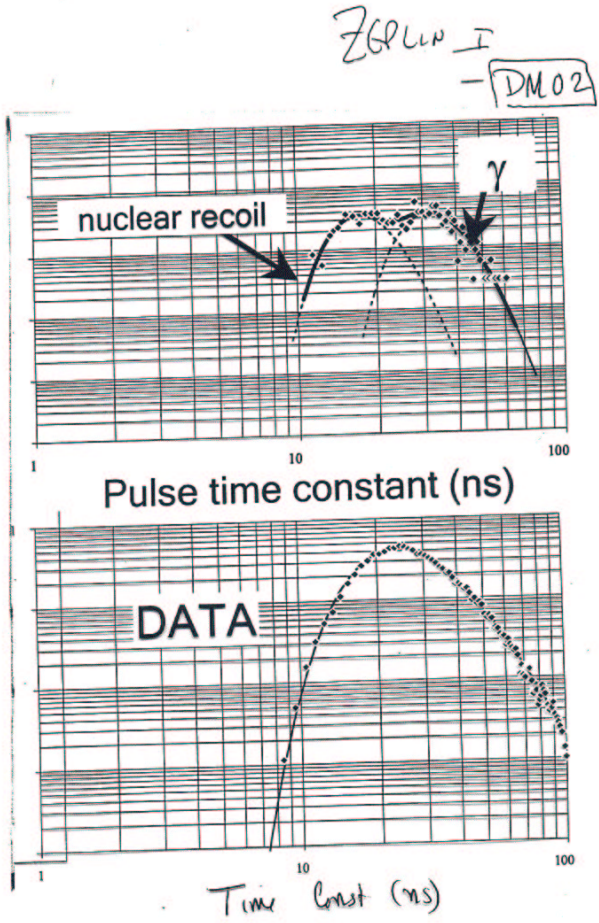 ZEPLIN I
- DM02
γ
nuclear recoil
1 10 100
Pulse time constant (ns)
DATA
1 10 100
Time Const (ns)